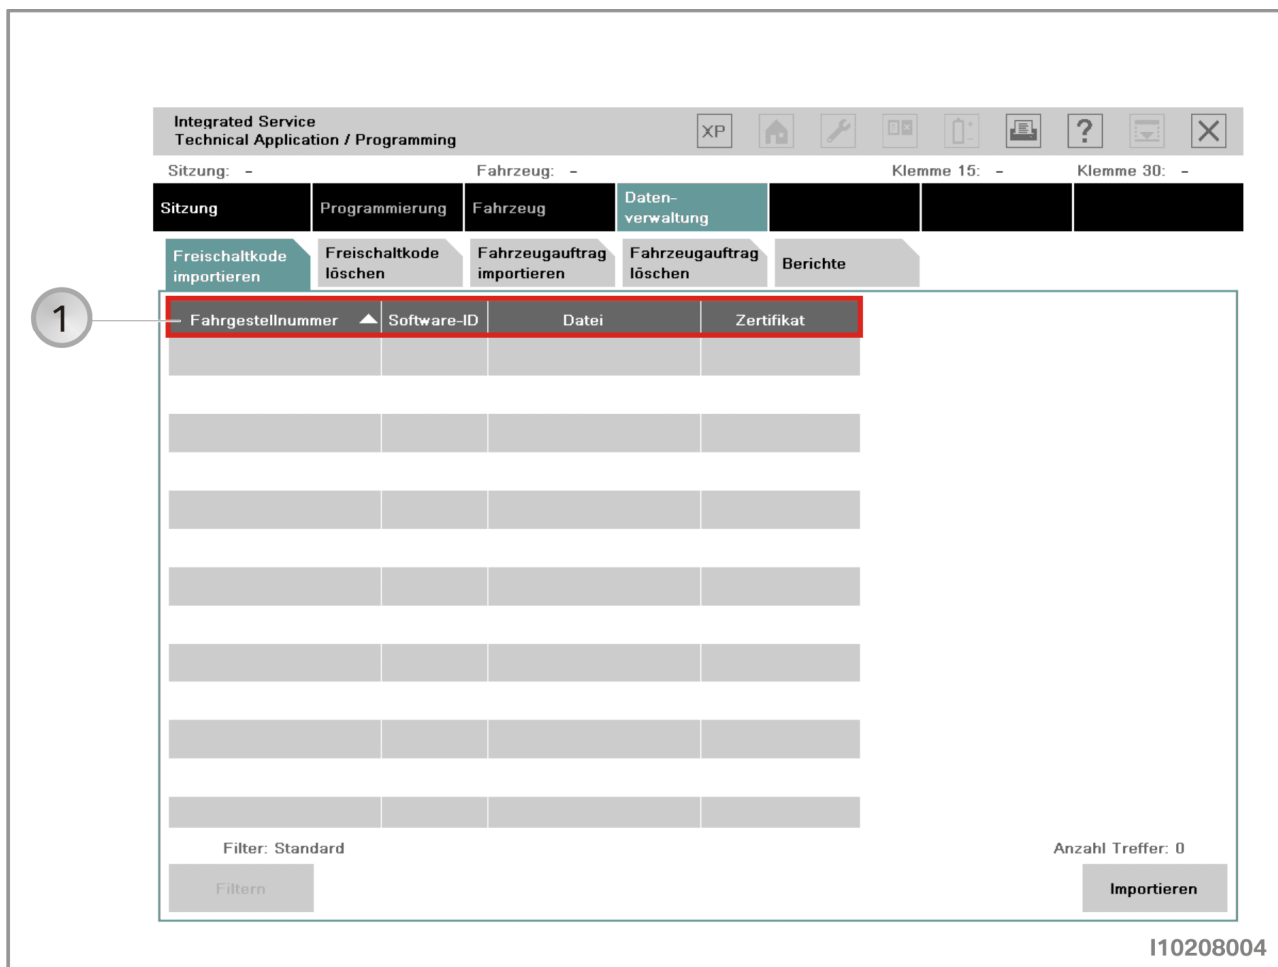 Integrated Service
Technical Application / Programming
XP
?
Sitzung: -
Fahrzeug: -
Klemme 15: -
Klemme 30: -
Sitzung
Programmierung
Fahrzeug
Daten-
verwaltung
Freischaltkode
importieren
Freischaltkode
löschen
Fahrzeugauftrag
importieren
Fahrzeugauftrag
löschen
Berichte
1
Fahrgestellnummer
Software-ID
Datei
Zertifikat
Filter: Standard
Anzahl Treffer: 0
Filtern
Importieren
I10208004